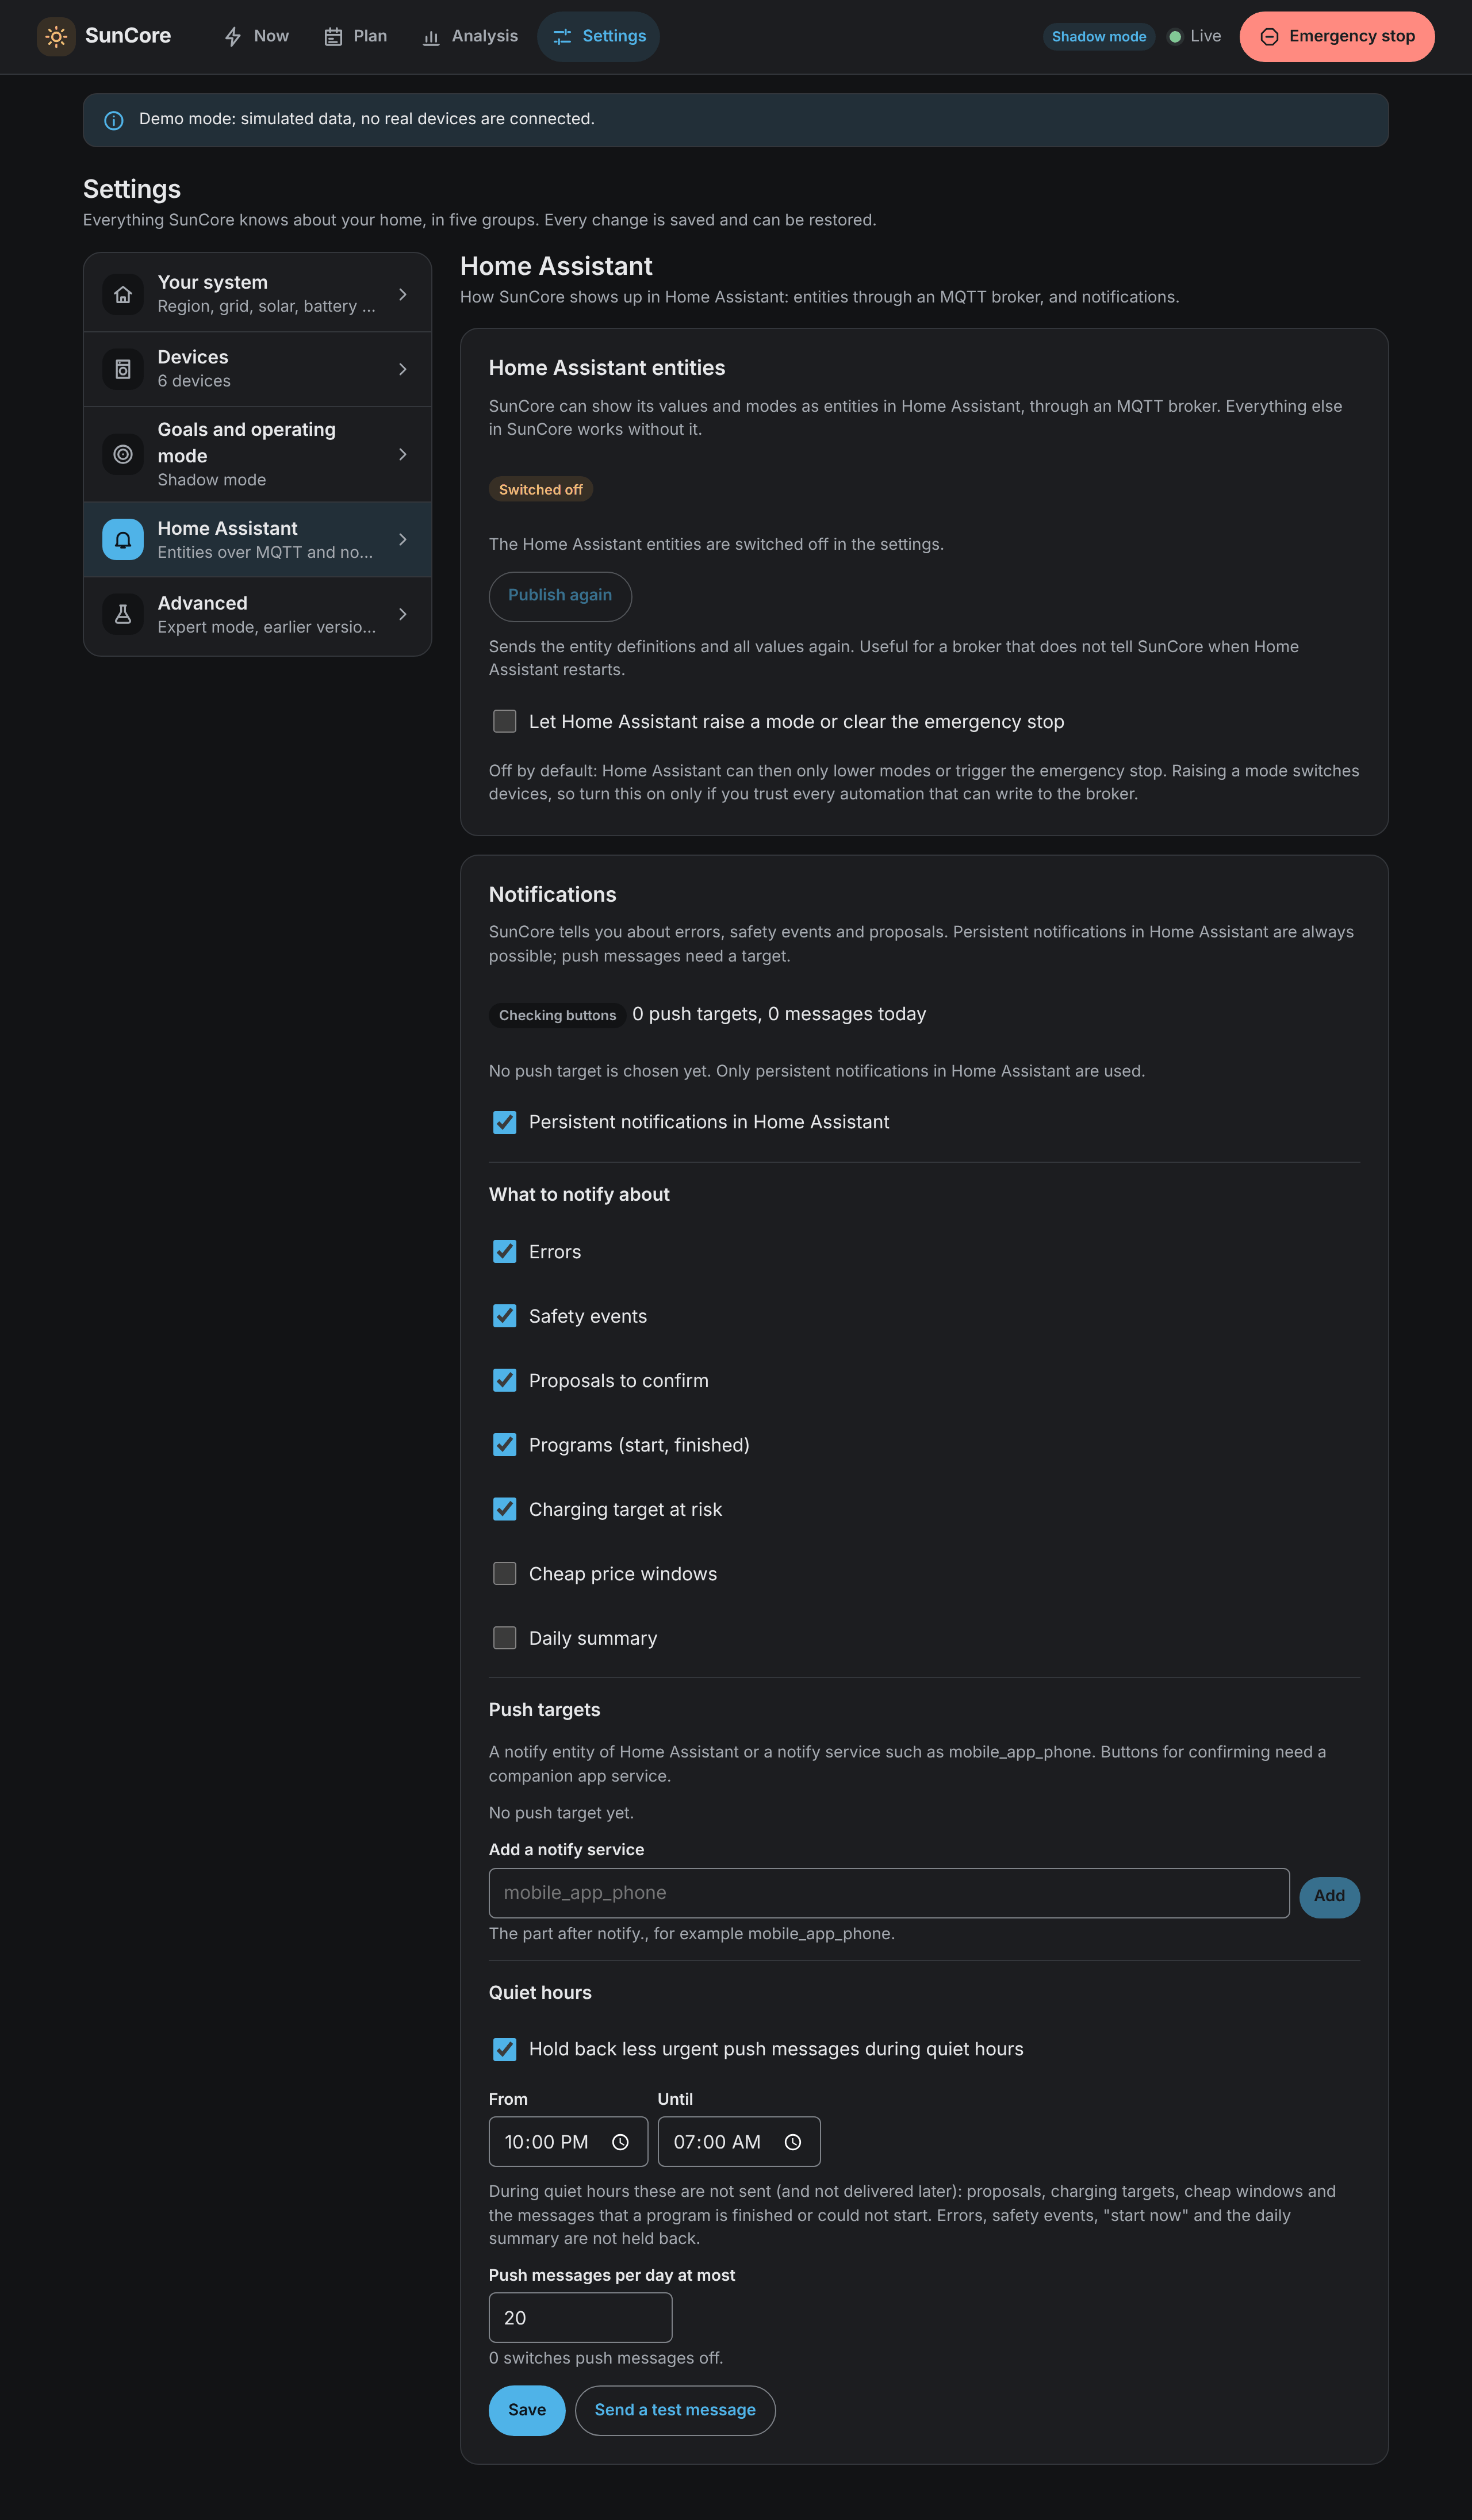 SunCore
Now
Plan
Analysis
Settings
Shadow mode
Live
Emergency stop
Demo mode: simulated data, no real devices are connected.
Settings
Everything SunCore knows about your home, in five groups. Every change is saved and can be restored.
Your system
Region, grid, solar, battery ...
Devices
6 devices
Goals and operating
mode
Shadow mode
Home Assistant
Entities over MQTT and no...
Advanced
Expert mode, earlier versio...
Home Assistant
How SunCore shows up in Home Assistant: entities through an MQTT broker, and notifications.
Home Assistant entities
SunCore can show its values and modes as entities in Home Assistant, through an MQTT broker. Everything else
in SunCore works without it.
Switched off
The Home Assistant entities are switched off in the settings.
Publish again
Sends the entity definitions and all values again. Useful for a broker that does not tell SunCore when Home
Assistant restarts.
Let Home Assistant raise a mode or clear the emergency stop
Off by default: Home Assistant can then only lower modes or trigger the emergency stop. Raising a mode switches
devices, so turn this on only if you trust every automation that can write to the broker.
Notifications
SunCore tells you about errors, safety events and proposals. Persistent notifications in Home Assistant are always
possible; push messages need a target.
Checking buttons 0 push targets, 0 messages today
No push target is chosen yet. Only persistent notifications in Home Assistant are used.
Persistent notifications in Home Assistant
What to notify about
Errors
Safety events
Proposals to confirm
Programs (start, finished)
Charging target at risk
Cheap price windows
Daily summary
Push targets
A notify entity of Home Assistant or a notify service such as mobile_app_phone. Buttons for confirming need a
companion app service.
No push target yet.
Add a notify service
mobile_app_phone
Add
The part after notify., for example mobile_app_phone.
Quiet hours
Hold back less urgent push messages during quiet hours
From
Until
10:00 PM
07:00 AM
During quiet hours these are not sent (and not delivered later): proposals, charging targets, cheap windows and
the messages that a program is finished or could not start. Errors, safety events, "start now" and the daily
summary are not held back.
Push messages per day at most
20
0 switches push messages off.
Save
Send a test message